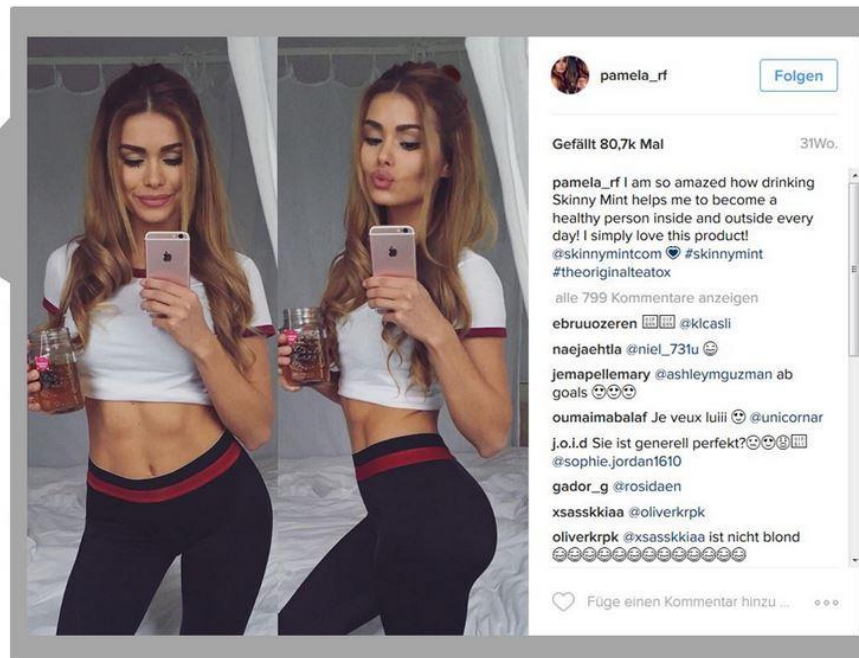 pamela_rf
Folgen
Gefällt 80,7k Mal
31Wo.
pamela_rf I am so amazed how drinking
Skinny Mint helps me to become a
healthy person inside and outside every
day! I simply love this product!
@skinnymintcom #skinnymint
#theoriginalteatox
alle 799 Kommentare anzeigen
ebruuozeren @klcasli
naejaehtla @niel_731u
jemapellemary @ashleymguzman ab
goals
oumaimabalaf Je veux luiii @unicornar
j.o.i.d Sie ist generell perfekt?
@sophie.jordan1610
gador_g @rosidaen
xsasskkiaa @oliverkrpk
oliverkrpk @xsasskkiaa ist nicht blond
Füge einen Kommentar hinzu ...